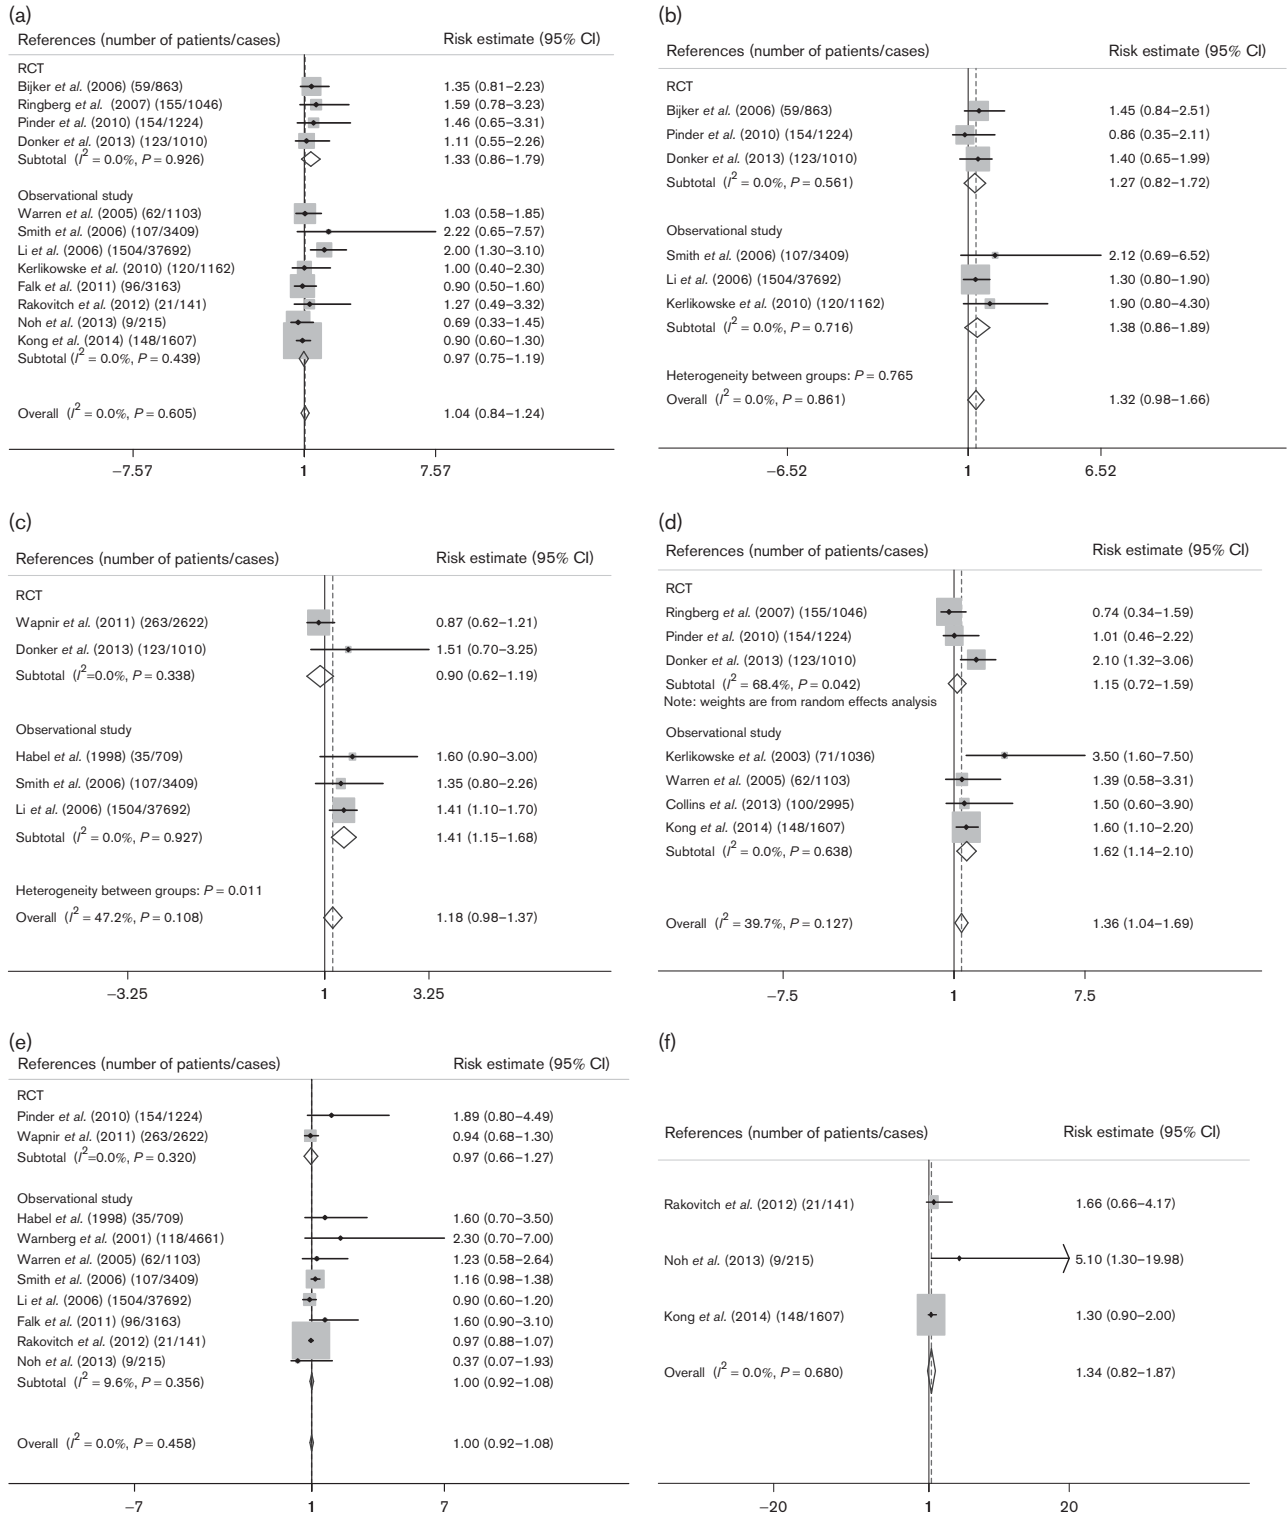 (a)
References (number of patients/cases) Risk estimate (95% CI)
RCT
Bijker et al. (2006) (59/863) 1.35 (0.81–2.23)
Ringberg et al. (2007) (155/1046) 1.59 (0.78–3.23)
Pinder et al. (2010) (154/1224) 1.46 (0.65–3.31)
Donker et al. (2013) (123/1010) 1.11 (0.55–2.26)
Subtotal (I² = 0.0%, P = 0.926) 1.33 (0.86–1.79)
Observational study
Warren et al. (2005) (62/1103) 1.03 (0.58–1.85)
Smith et al. (2006) (107/3409) 2.22 (0.65–7.57)
Li et al. (2006) (1504/37692) 2.00 (1.30–3.10)
Kerlikowske et al. (2010) (120/1162) 1.00 (0.40–2.30)
Falk et al. (2011) (96/3163) 0.90 (0.50–1.60)
Rakovitch et al. (2012) (21/141) 1.27 (0.49–3.32)
Noh et al. (2013) (9/215) 0.69 (0.33–1.45)
Kong et al. (2014) (148/1607) 0.90 (0.60–1.30)
Subtotal (I² = 0.0%, P = 0.439) 0.97 (0.75–1.19)
Overall (I² = 0.0%, P = 0.605) 1.04 (0.84–1.24)
−7.57 1 7.57
(b)
References (number of patients/cases) Risk estimate (95% CI)
RCT
Bijker et al. (2006) (59/863) 1.45 (0.84–2.51)
Pinder et al. (2010) (154/1224) 0.86 (0.35–2.11)
Donker et al. (2013) (123/1010) 1.40 (0.65–1.99)
Subtotal (I² = 0.0%, P = 0.561) 1.27 (0.82–1.72)
Observational study
Smith et al. (2006) (107/3409) 2.12 (0.69–6.52)
Li et al. (2006) (1504/37692) 1.30 (0.80–1.90)
Kerlikowske et al. (2010) (120/1162) 1.90 (0.80–4.30)
Subtotal (I² = 0.0%, P = 0.716) 1.38 (0.86–1.89)
Heterogeneity between groups: P = 0.765
Overall (I² = 0.0%, P = 0.861) 1.32 (0.98–1.66)
−6.52 1 6.52
(c)
References (number of patients/cases) Risk estimate (95% CI)
RCT
Wapnir et al. (2011) (263/2622) 0.87 (0.62–1.21)
Donker et al. (2013) (123/1010) 1.51 (0.70–3.25)
Subtotal (I²=0.0%, P = 0.338) 0.90 (0.62–1.19)
Observational study
Habel et al. (1998) (35/709) 1.60 (0.90–3.00)
Smith et al. (2006) (107/3409) 1.35 (0.80–2.26)
Li et al. (2006) (1504/37692) 1.41 (1.10–1.70)
Subtotal (I² = 0.0%, P = 0.927) 1.41 (1.15–1.68)
Heterogeneity between groups: P = 0.011
Overall (I² = 47.2%, P = 0.108) 1.18 (0.98–1.37)
−3.25 1 3.25
(d)
References (number of patients/cases) Risk estimate (95% CI)
RCT
Ringberg et al. (2007) (155/1046) 0.74 (0.34–1.59)
Pinder et al. (2010) (154/1224) 1.01 (0.46–2.22)
Donker et al. (2013) (123/1010) 2.10 (1.32–3.06)
Subtotal (I² = 68.4%, P = 0.042) 1.15 (0.72–1.59)
Note: weights are from random effects analysis
Observational study
Kerlikowske et al. (2003) (71/1036) 3.50 (1.60–7.50)
Warren et al. (2005) (62/1103) 1.39 (0.58–3.31)
Collins et al. (2013) (100/2995) 1.50 (0.60–3.90)
Kong et al. (2014) (148/1607) 1.60 (1.10–2.20)
Subtotal (I² = 0.0%, P = 0.638) 1.62 (1.14–2.10)
Overall (I² = 39.7%, P = 0.127) 1.36 (1.04–1.69)
−7.5 1 7.5
(e)
References (number of patients/cases) Risk estimate (95% CI)
RCT
Pinder et al. (2010) (154/1224) 1.89 (0.80–4.49)
Wapnir et al. (2011) (263/2622) 0.94 (0.68–1.30)
Subtotal (I²=0.0%, P = 0.320) 0.97 (0.66–1.27)
Observational study
Habel et al. (1998) (35/709) 1.60 (0.70–3.50)
Warnberg et al. (2001) (118/4661) 2.30 (0.70–7.00)
Warren et al. (2005) (62/1103) 1.23 (0.58–2.64)
Smith et al. (2006) (107/3409) 1.16 (0.98–1.38)
Li et al. (2006) (1504/37692) 0.90 (0.60–1.20)
Falk et al. (2011) (96/3163) 1.60 (0.90–3.10)
Rakovitch et al. (2012) (21/141) 0.97 (0.88–1.07)
Noh et al. (2013) (9/215) 0.37 (0.07–1.93)
Subtotal (I² = 9.6%, P = 0.356) 1.00 (0.92–1.08)
Overall (I² = 0.0%, P = 0.458) 1.00 (0.92–1.08)
−7 1 7
(f)
References (number of patients/cases) Risk estimate (95% CI)
Rakovitch et al. (2012) (21/141) 1.66 (0.66–4.17)
Noh et al. (2013) (9/215) 5.10 (1.30–19.98)
Kong et al. (2014) (148/1607) 1.30 (0.90–2.00)
Overall (I² = 0.0%, P = 0.680) 1.34 (0.82–1.87)
−20 1 20